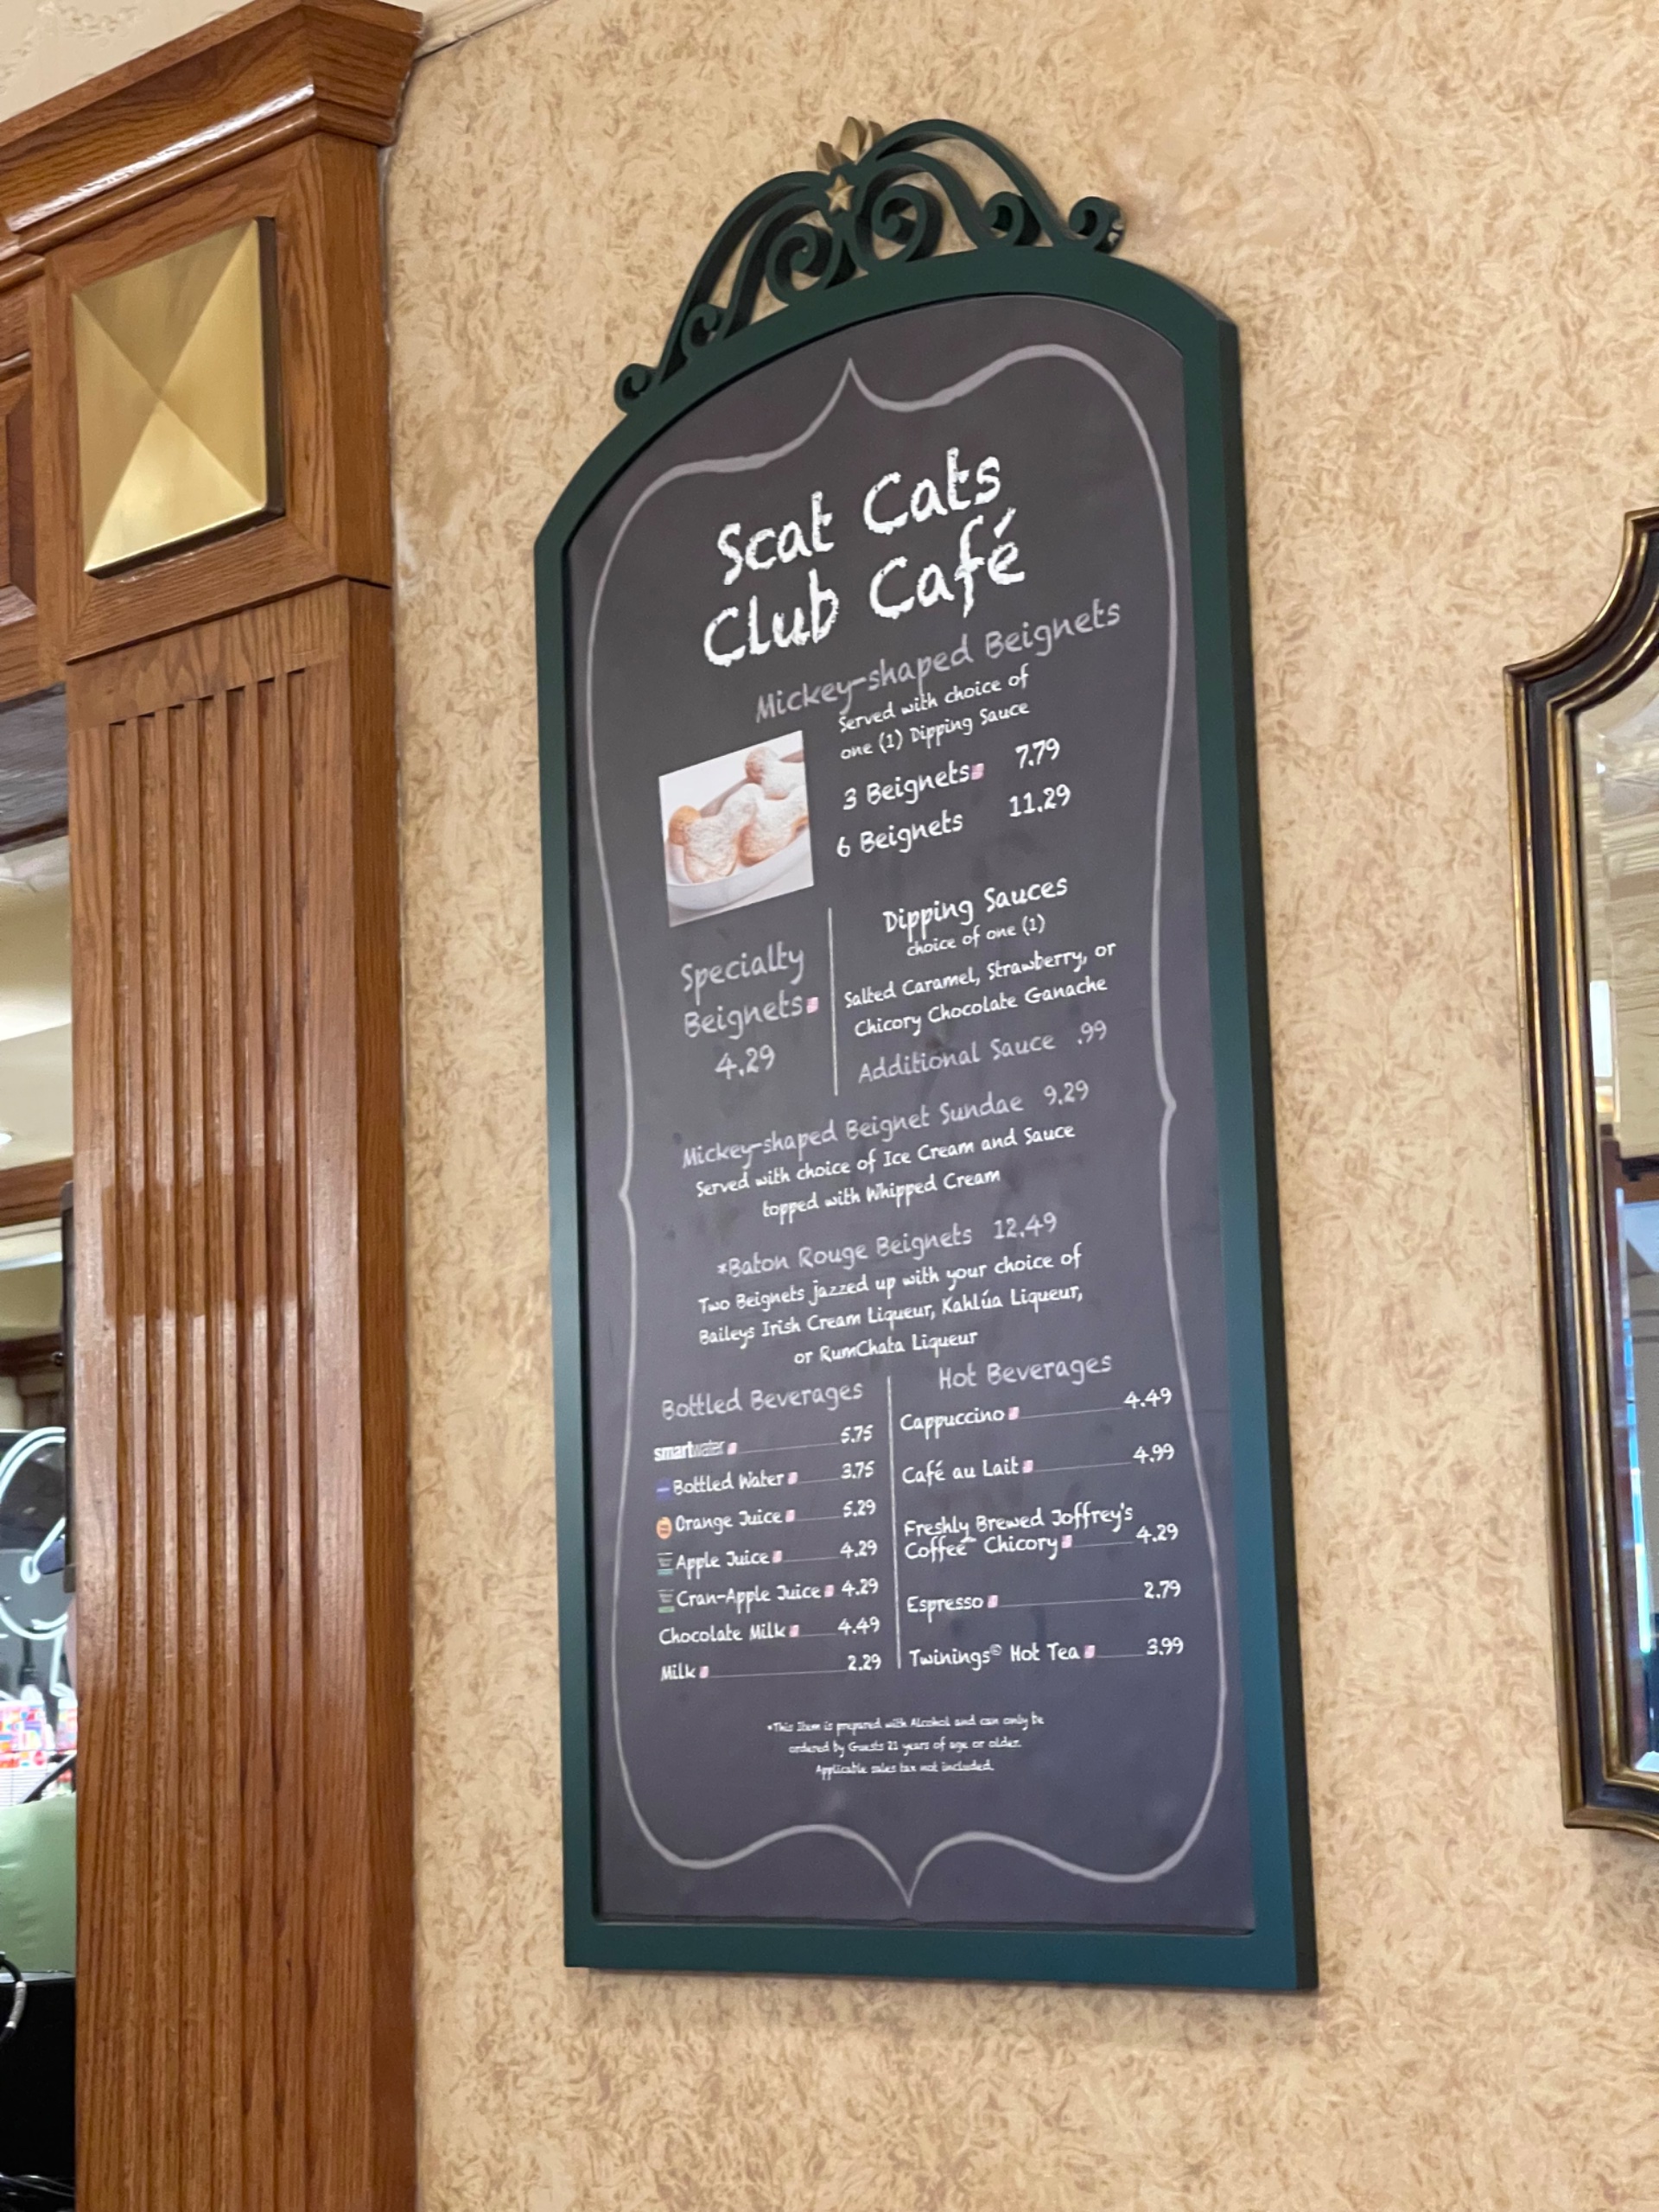 Scat Cats
Club Café
Mickey-shaped Beignets
Served with choice of
one (1) Dipping Sauce
3 Beignets 7.79
6 Beignets 11.29
Specialty
Beignets
4.29
Dipping Sauces
choice of one (1)
Salted Caramel, Strawberry, or
Chicory Chocolate Ganache
Additional Sauce .99
Mickey-shaped Beignet Sundae 9.29
Served with choice of Ice Cream and Sauce
topped with Whipped Cream
*Baton Rouge Beignets 12.49
Two Beignets jazzed up with your choice of
Baileys Irish Cream Liqueur, Kahlúa Liqueur,
or RumChata Liqueur
Bottled Beverages
smartwater 5.75
Bottled Water 3.75
Orange Juice 5.29
Apple Juice 4.29
Cran-Apple Juice 4.29
Chocolate Milk 4.49
Milk 2.29
Hot Beverages
Cappuccino 4.49
Café au Lait 4.99
Freshly Brewed Joffrey's
Coffee™ Chicory 4.29
Espresso 2.79
Twinings® Hot Tea 3.99
*This Item is prepared with Alcohol and can only be
ordered by Guests 21 years of age or older.
Applicable sales tax not included.